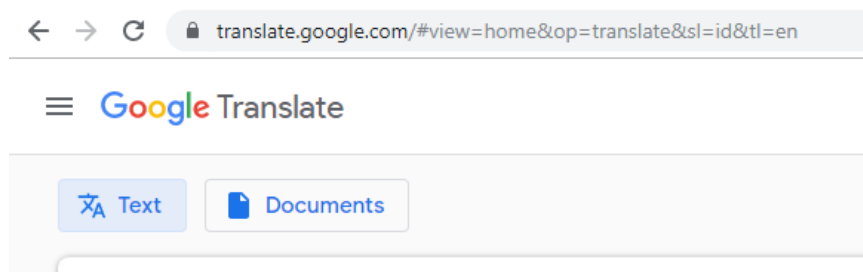 translate.google.com/#view=home&op=translate&sl=id&tl=en
Google Translate
Text Documents